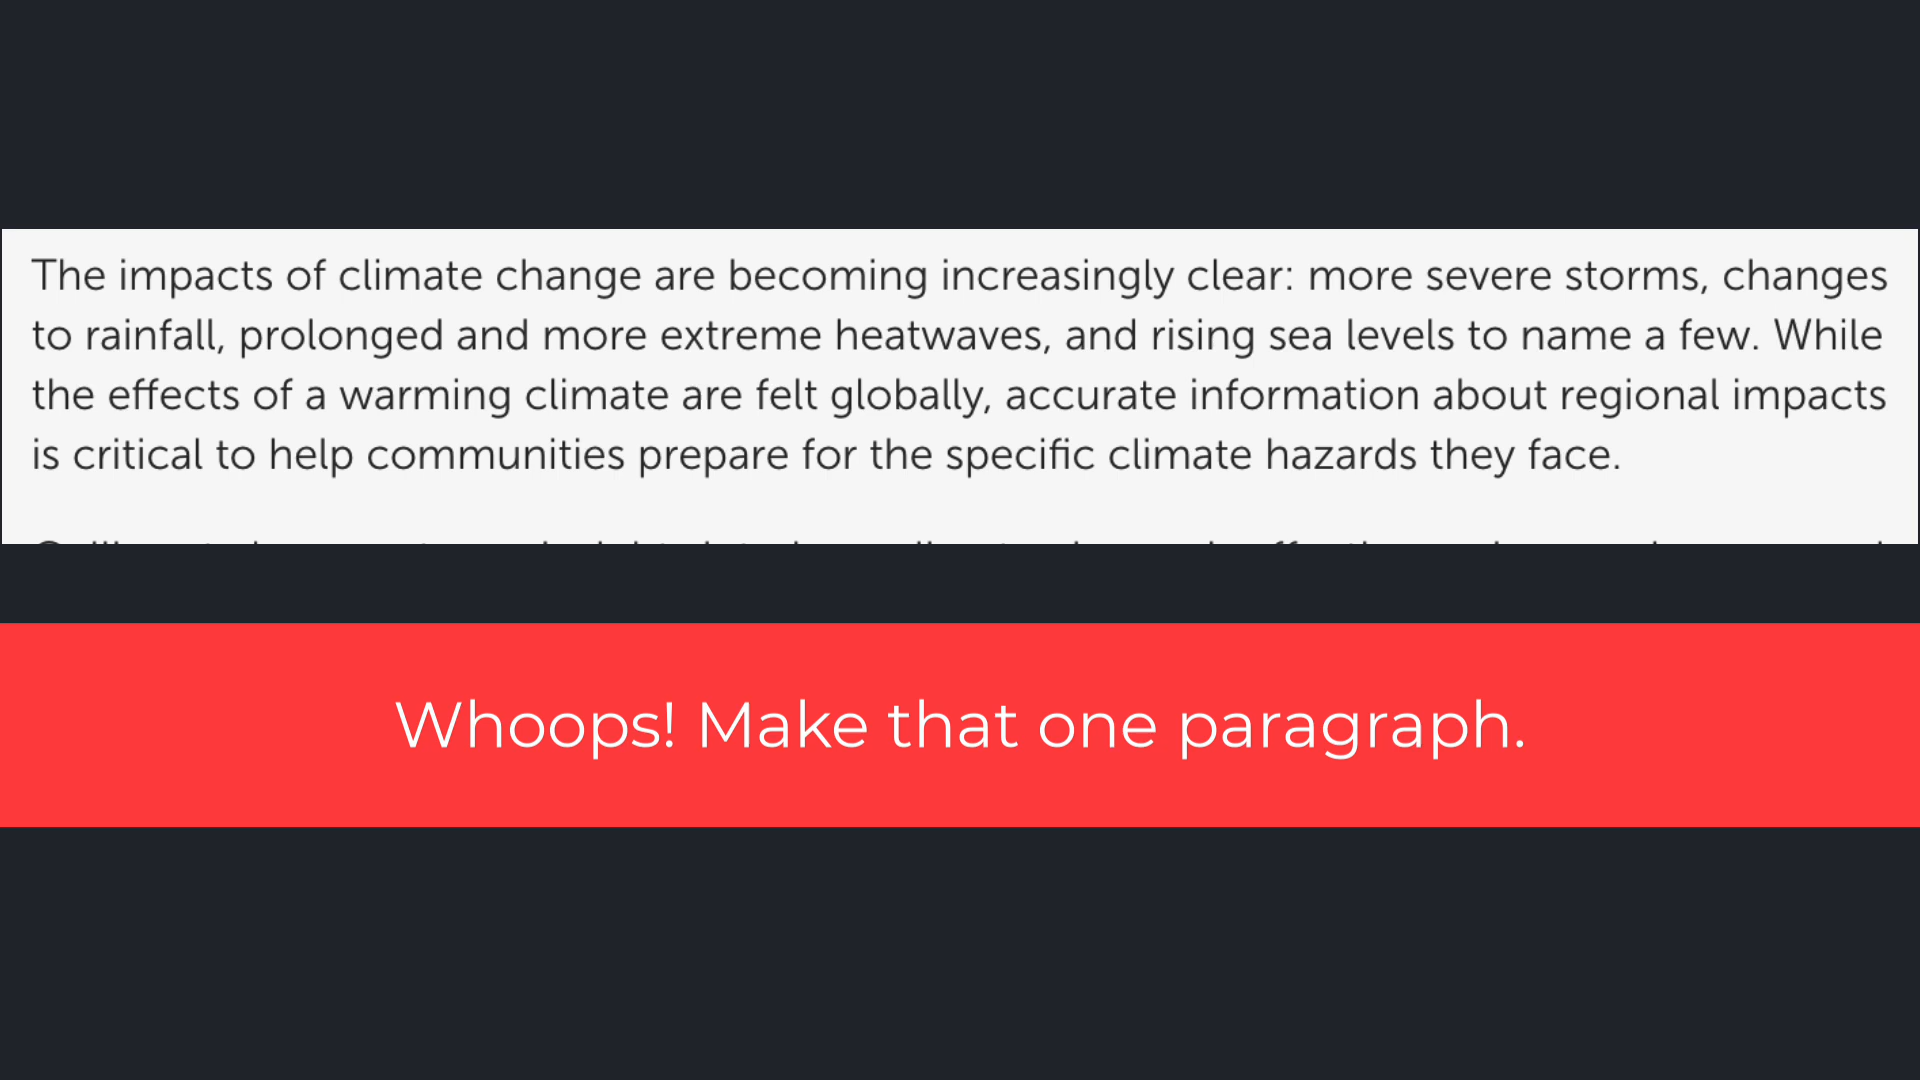 The impacts of climate change are becoming increasingly clear: more severe storms, changes
to rainfall, prolonged and more extreme heatwaves, and rising sea levels to name a few. While
the effects of a warming climate are felt globally, accurate information about regional impacts
is critical to help communities prepare for the specific climate hazards they face.
Whoops! Make that one paragraph.